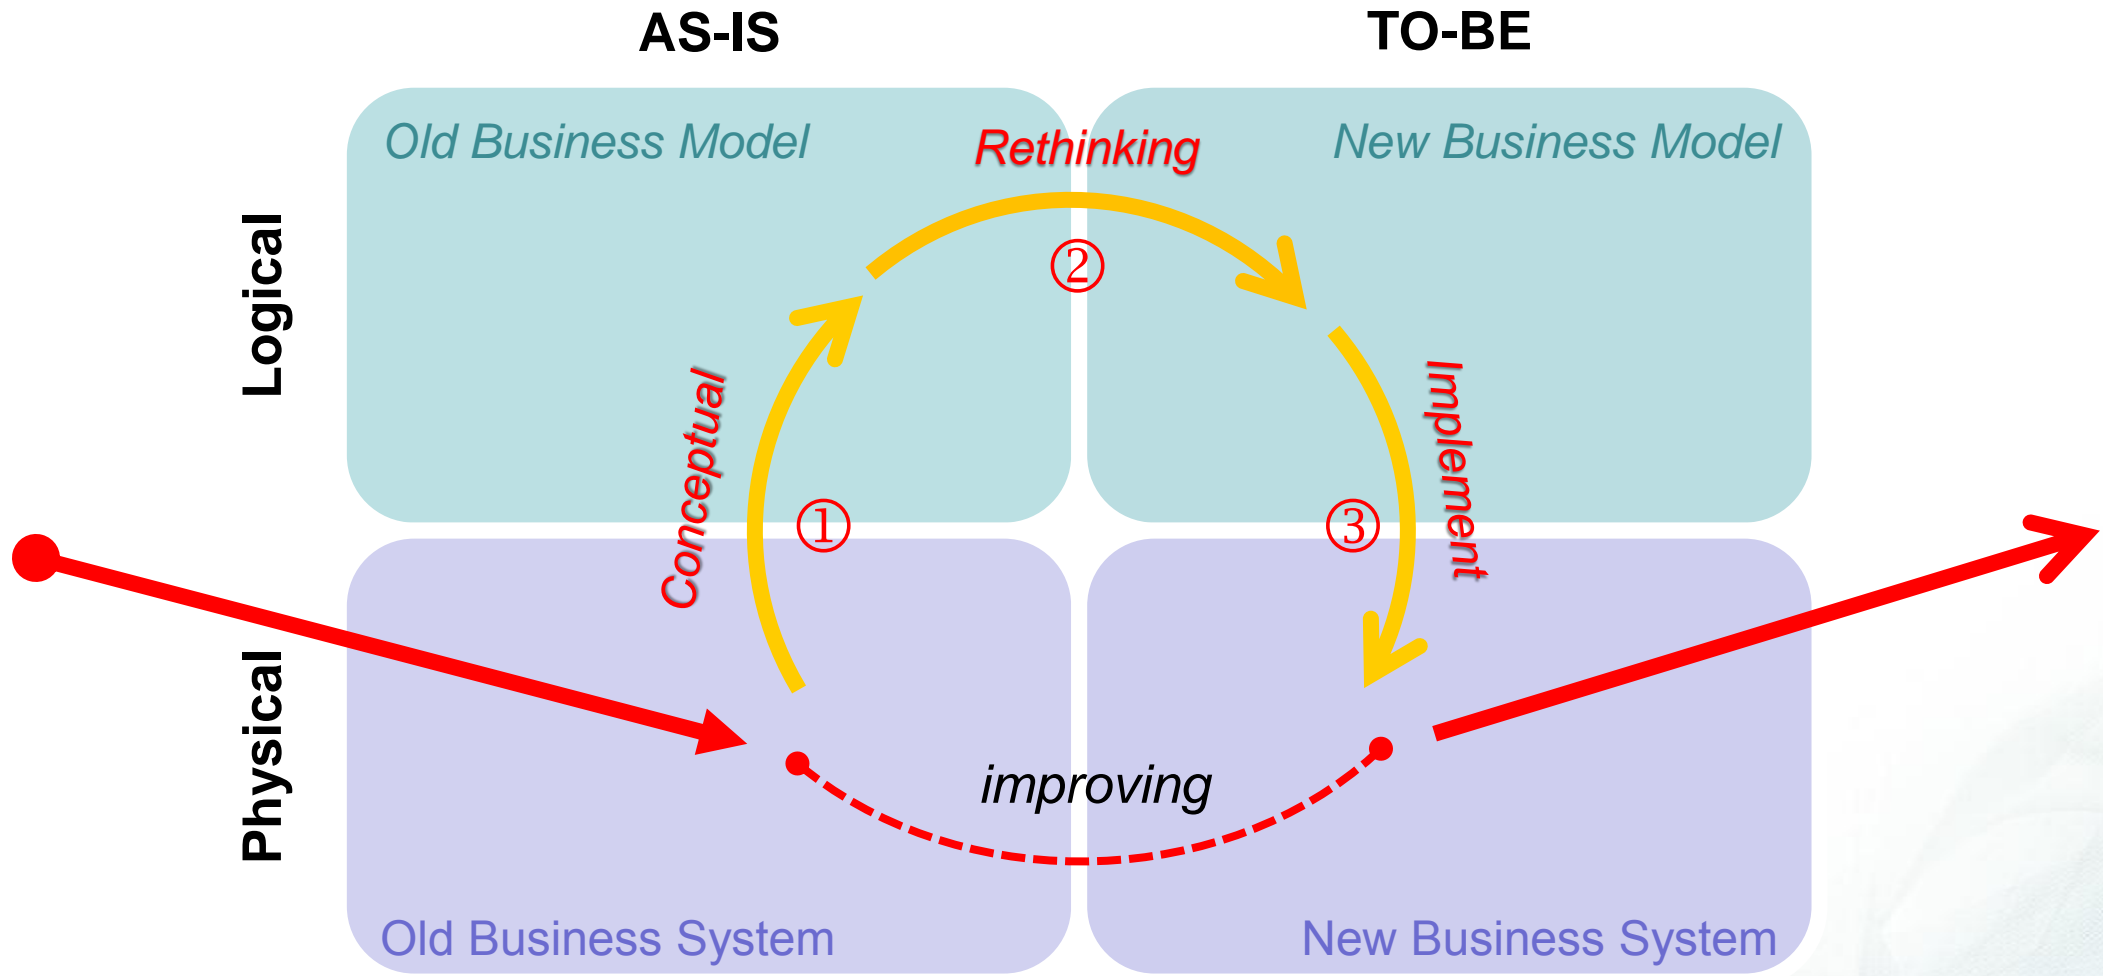 AS-IS
TO-BE
Old Business Model
Rethinking
New Business Model
Logical
②
Conceptual
Implement
①
③
Physical
improving
Old Business System
New Business System